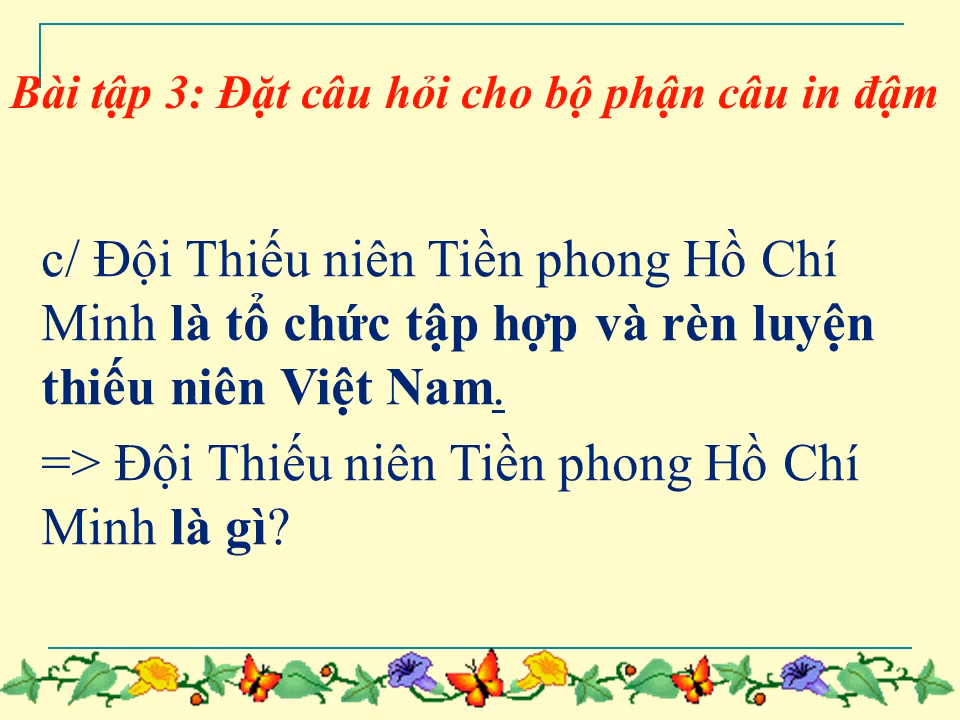 Bài tập 3: Đặt câu hỏi cho bộ phận câu in đậm
c/ Đội Thiếu niên Tiền phong Hồ Chí
Minh là tổ chức tập hợp và rèn luyện
thiếu niên Việt Nam.
=> Đội Thiếu niên Tiền phong Hồ Chí
Minh là gì?